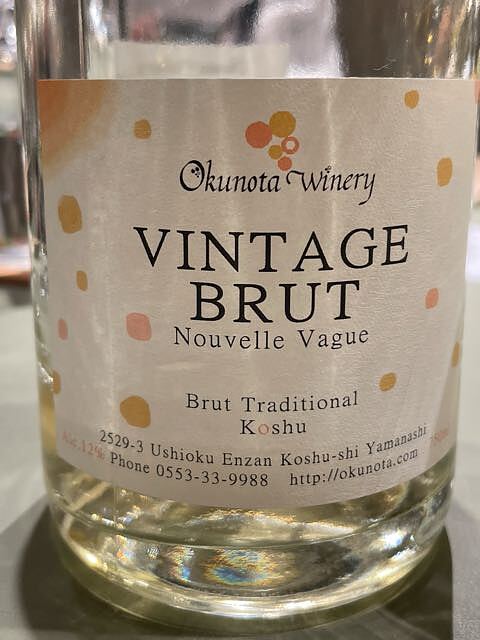 Okunota Winery
VINTAGE
BRUT
Nouvelle Vague
Brut Traditional
Koshu
2529-3 Ushioku Enzan Koshu-shi Yamanashi
Alc.12% Phone 0553-33-9988 http://okunota.com